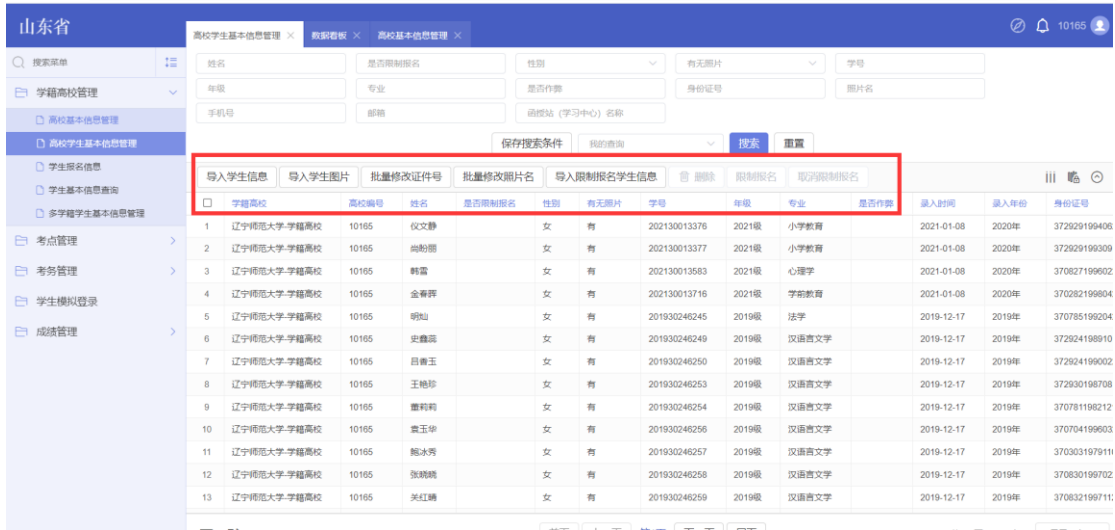 山东省
高校学生基本信息管理 × 数据看板 × 高校基本信息管理 × 10165
搜索菜单
学籍高校管理
高校基本信息管理
高校学生基本信息管理
学生报名信息
学生基本信息查询
多学籍学生基本信息管理
考点管理
考务管理
学生模拟登录
成绩管理
姓名 是否限制报名 性别 有无照片 学号
年级 专业 是否作弊 身份证号 照片名
手机号 邮箱 函授站（学习中心）名称
保存搜索条件 我的查询 搜索 重置
导入学生信息 导入学生图片 批量修改证件号 批量修改照片名 导入限制报名学生信息 删除 限制报名 取消限制报名
学籍高校 高校编号 姓名 是否限制报名 性别 有无照片 学号 年级 专业 是否作弊 录入时间 录入年份 身份证号
1 辽宁师范大学-学籍高校 10165 仪文静 女 有 202130013376 2021级 小学教育 2021-01-08 2020年 372929199406
2 辽宁师范大学-学籍高校 10165 尚盼丽 女 有 202130013377 2021级 小学教育 2021-01-08 2020年 372929199309
3 辽宁师范大学-学籍高校 10165 韩雷 女 有 202130013583 2021级 心理学 2021-01-08 2020年 370827199602
4 辽宁师范大学-学籍高校 10165 金春晖 女 有 202130013716 2021级 学前教育 2021-01-08 2020年 370282199804
5 辽宁师范大学-学籍高校 10165 明灿 女 有 201930246245 2019级 法学 2019-12-17 2019年 370785199204
6 辽宁师范大学-学籍高校 10165 史鑫蕊 女 有 201930246249 2019级 汉语言文学 2019-12-17 2019年 372924198910
7 辽宁师范大学-学籍高校 10165 吕香玉 女 有 201930246250 2019级 汉语言文学 2019-12-17 2019年 372924199002
8 辽宁师范大学-学籍高校 10165 王艳珍 女 有 201930246253 2019级 汉语言文学 2019-12-17 2019年 372930198708
9 辽宁师范大学-学籍高校 10165 董莉莉 女 有 201930246254 2019级 汉语言文学 2019-12-17 2019年 370781198212
10 辽宁师范大学-学籍高校 10165 袁玉华 女 有 201930246256 2019级 汉语言文学 2019-12-17 2019年 370704199603
11 辽宁师范大学-学籍高校 10165 鲍冰秀 女 有 201930246257 2019级 汉语言文学 2019-12-17 2019年 370303197911
12 辽宁师范大学-学籍高校 10165 张晓晓 女 有 201930246258 2019级 汉语言文学 2019-12-17 2019年 370830199702
13 辽宁师范大学-学籍高校 10165 关红晴 女 有 201930246259 2019级 汉语言文学 2019-12-17 2019年 370832199711